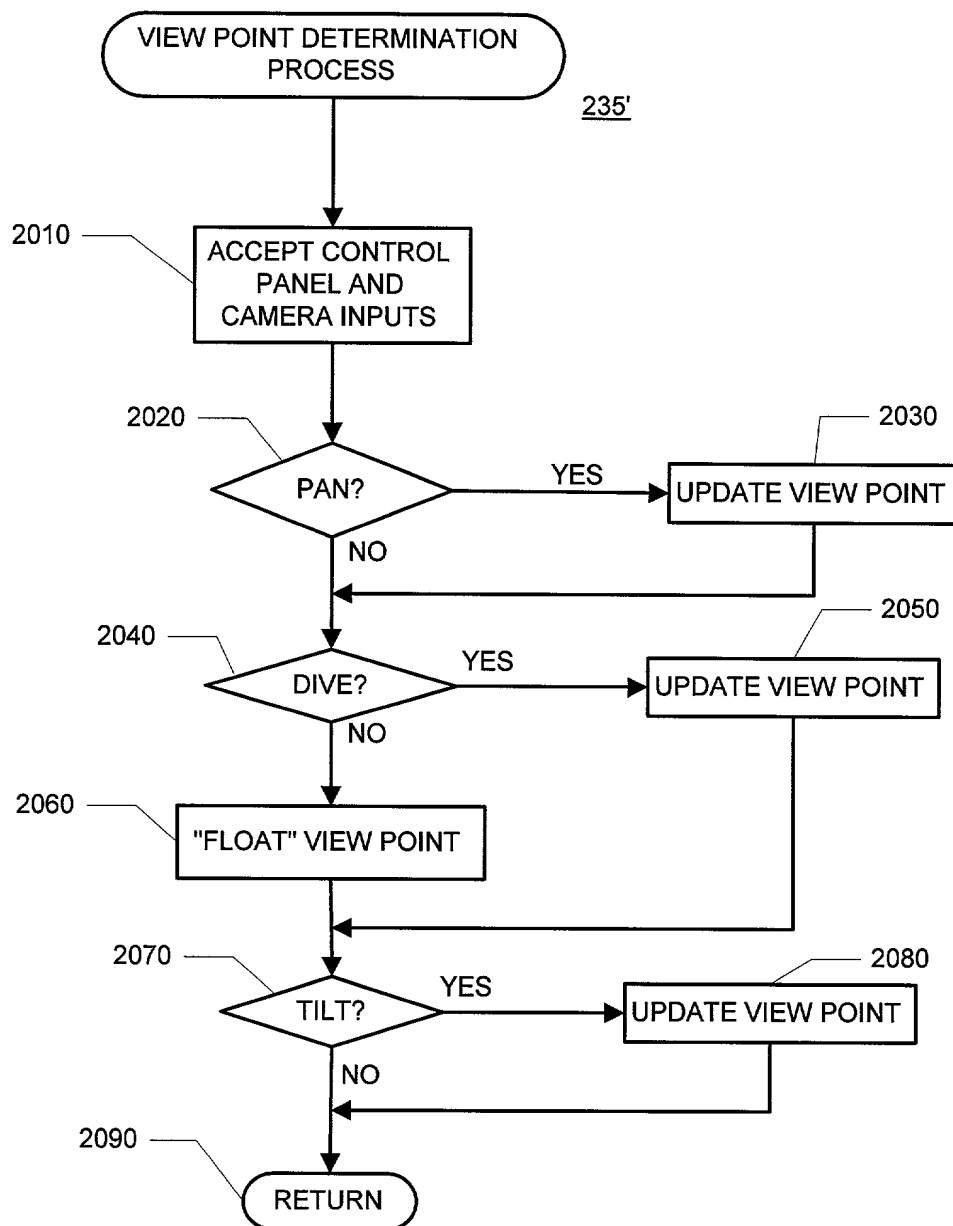 VIEW POINT DETERMINATION
PROCESS
235'
2010
ACCEPT CONTROL
PANEL AND
CAMERA INPUTS
2020
PAN?
YES
2030
UPDATE VIEW POINT
NO
2040
DIVE?
YES
2050
UPDATE VIEW POINT
NO
2060
"FLOAT" VIEW POINT
2070
TILT?
YES
2080
UPDATE VIEW POINT
NO
2090
RETURN